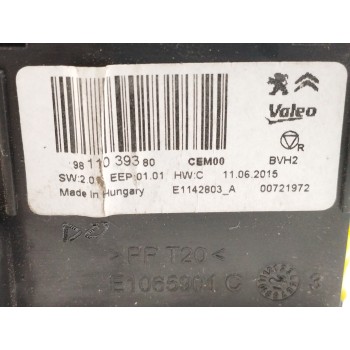 Valeo
R
98 110 393 80 CEM00 BVH2
SW:2.01 EEP:01.01 HW:C 11.06.2015
Made in Hungary E1142803_A 00721972
>PP T20<